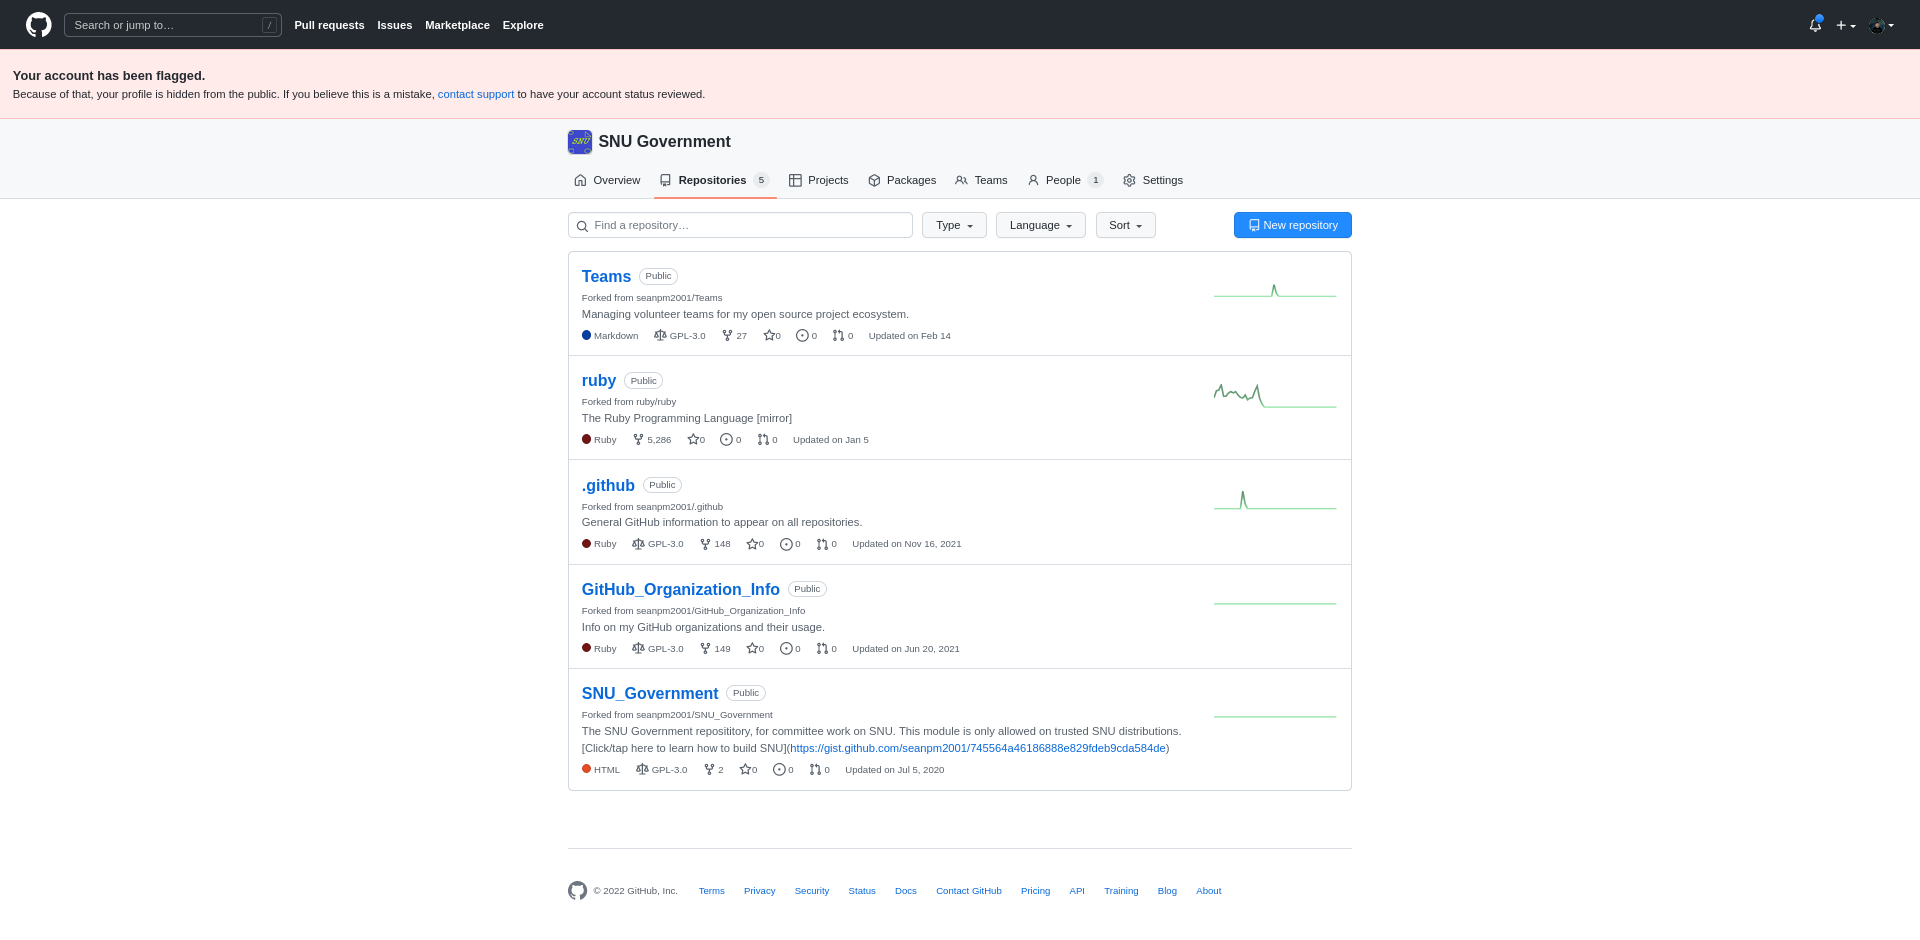 Search or jump to… /
Pull requests Issues Marketplace Explore
Your account has been flagged.
Because of that, your profile is hidden from the public. If you believe this is a mistake, contact support to have your account status reviewed.
SNU
SNU Government
Overview Repositories 5 Projects Packages Teams People 1 Settings
Find a repository… Type Language Sort New repository
Teams Public
Forked from seanpm2001/Teams
Managing volunteer teams for my open source project ecosystem.
Markdown GPL-3.0 27 0 0 0 Updated on Feb 14
ruby Public
Forked from ruby/ruby
The Ruby Programming Language [mirror]
Ruby 5,286 0 0 0 Updated on Jan 5
.github Public
Forked from seanpm2001/.github
General GitHub information to appear on all repositories.
Ruby GPL-3.0 148 0 0 0 Updated on Nov 16, 2021
GitHub_Organization_Info Public
Forked from seanpm2001/GitHub_Organization_Info
Info on my GitHub organizations and their usage.
Ruby GPL-3.0 149 0 0 0 Updated on Jun 20, 2021
SNU_Government Public
Forked from seanpm2001/SNU_Government
The SNU Government reposititory, for committee work on SNU. This module is only allowed on trusted SNU distributions.
[Click/tap here to learn how to build SNU](https://gist.github.com/seanpm2001/745564a46186888e829fdeb9cda584de)
HTML GPL-3.0 2 0 0 0 Updated on Jul 5, 2020
© 2022 GitHub, Inc. Terms Privacy Security Status Docs Contact GitHub Pricing API Training Blog About